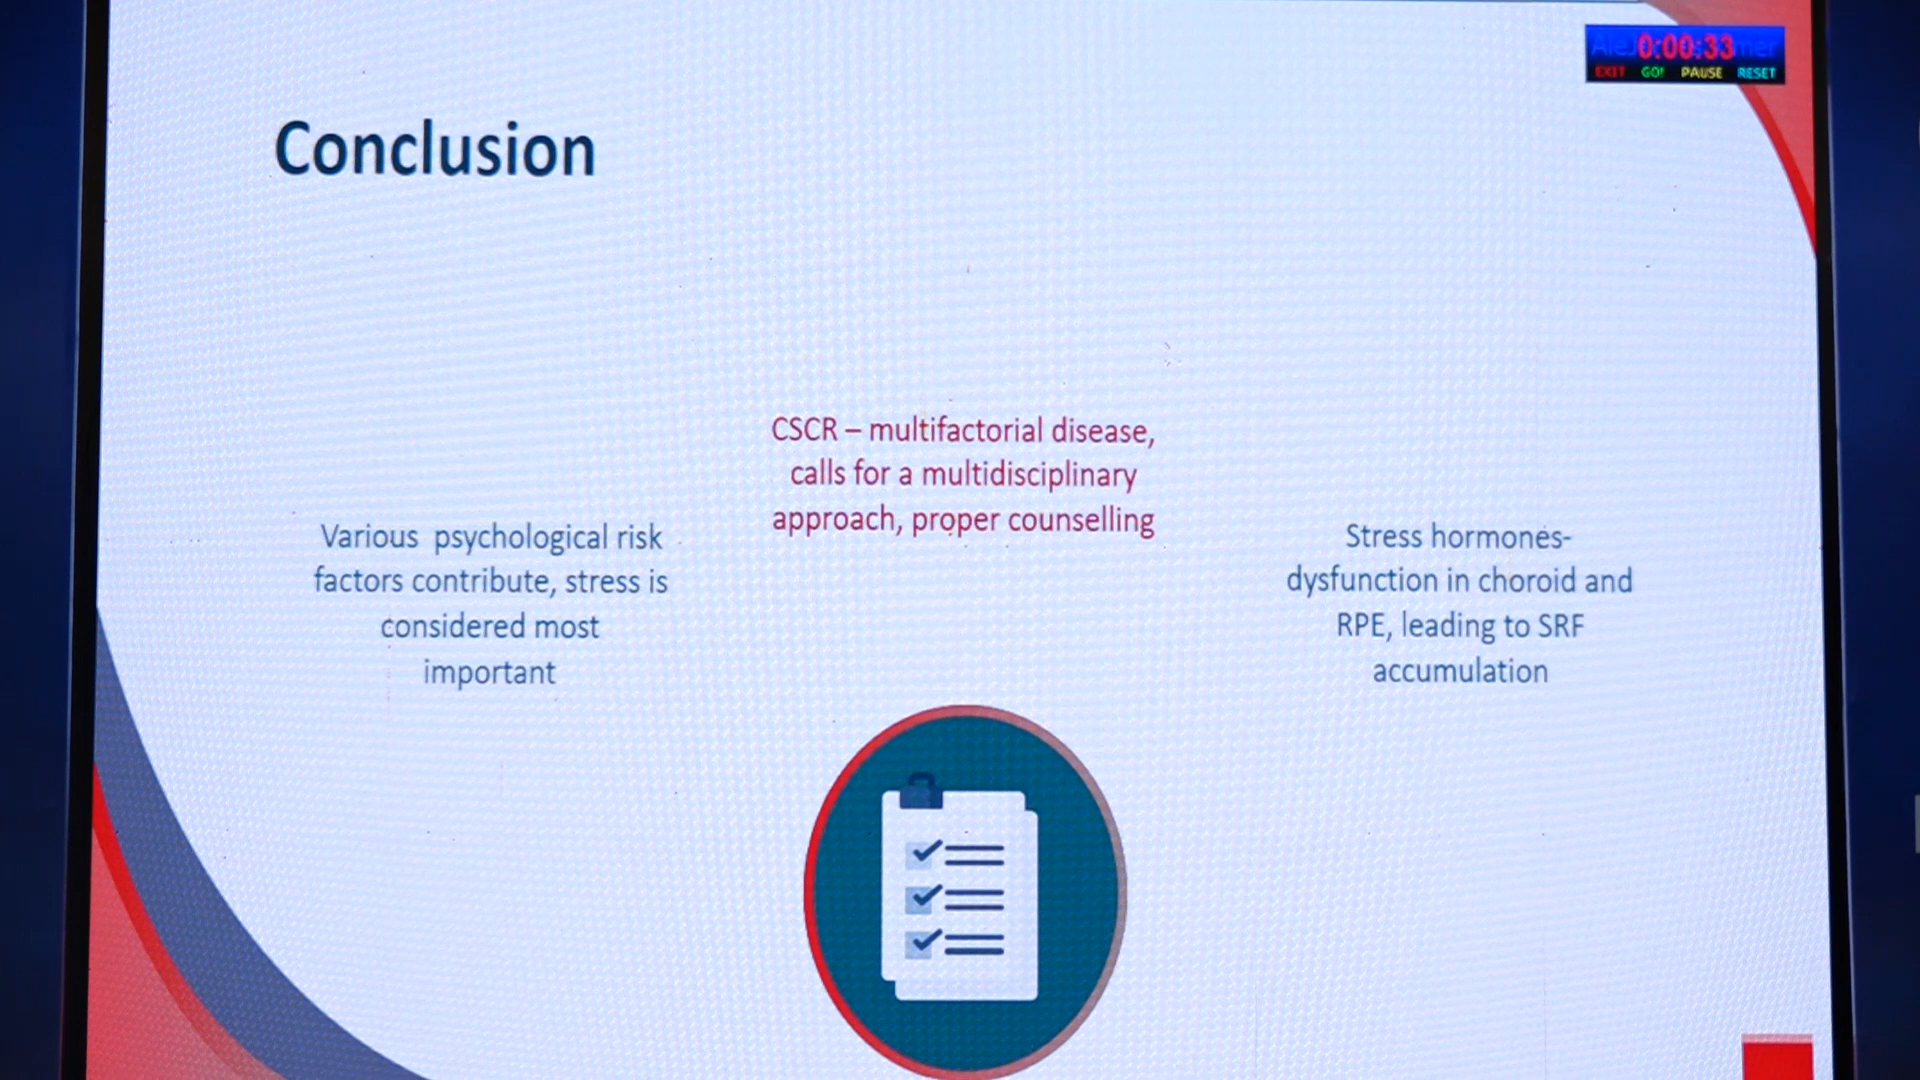 0:00:33
EXIT GO! PAUSE RESET
Conclusion
CSCR – multifactorial disease,
calls for a multidisciplinary
approach, proper counselling
Various psychological risk
factors contribute, stress is
considered most
important
Stress hormones-
dysfunction in choroid and
RPE, leading to SRF
accumulation